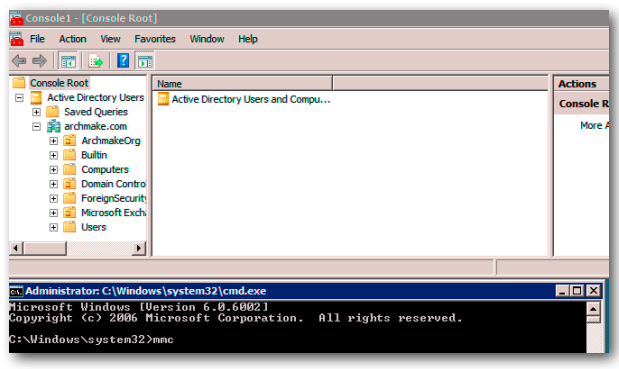 Console1 - [Console Root]
File Action View Favorites Window Help
Console Root
Active Directory Users
Saved Queries
archmake.com
ArchmakeOrg
Builtin
Computers
Domain Contro
ForeignSecurity
Microsoft Exch
Users
Name
Active Directory Users and Compu...
Actions
Console R
More A
Administrator: C:\Windows\system32\cmd.exe
Microsoft Windows [Version 6.0.6002]
Copyright (c) 2006 Microsoft Corporation. All rights reserved.
C:\Windows\system32>mmc